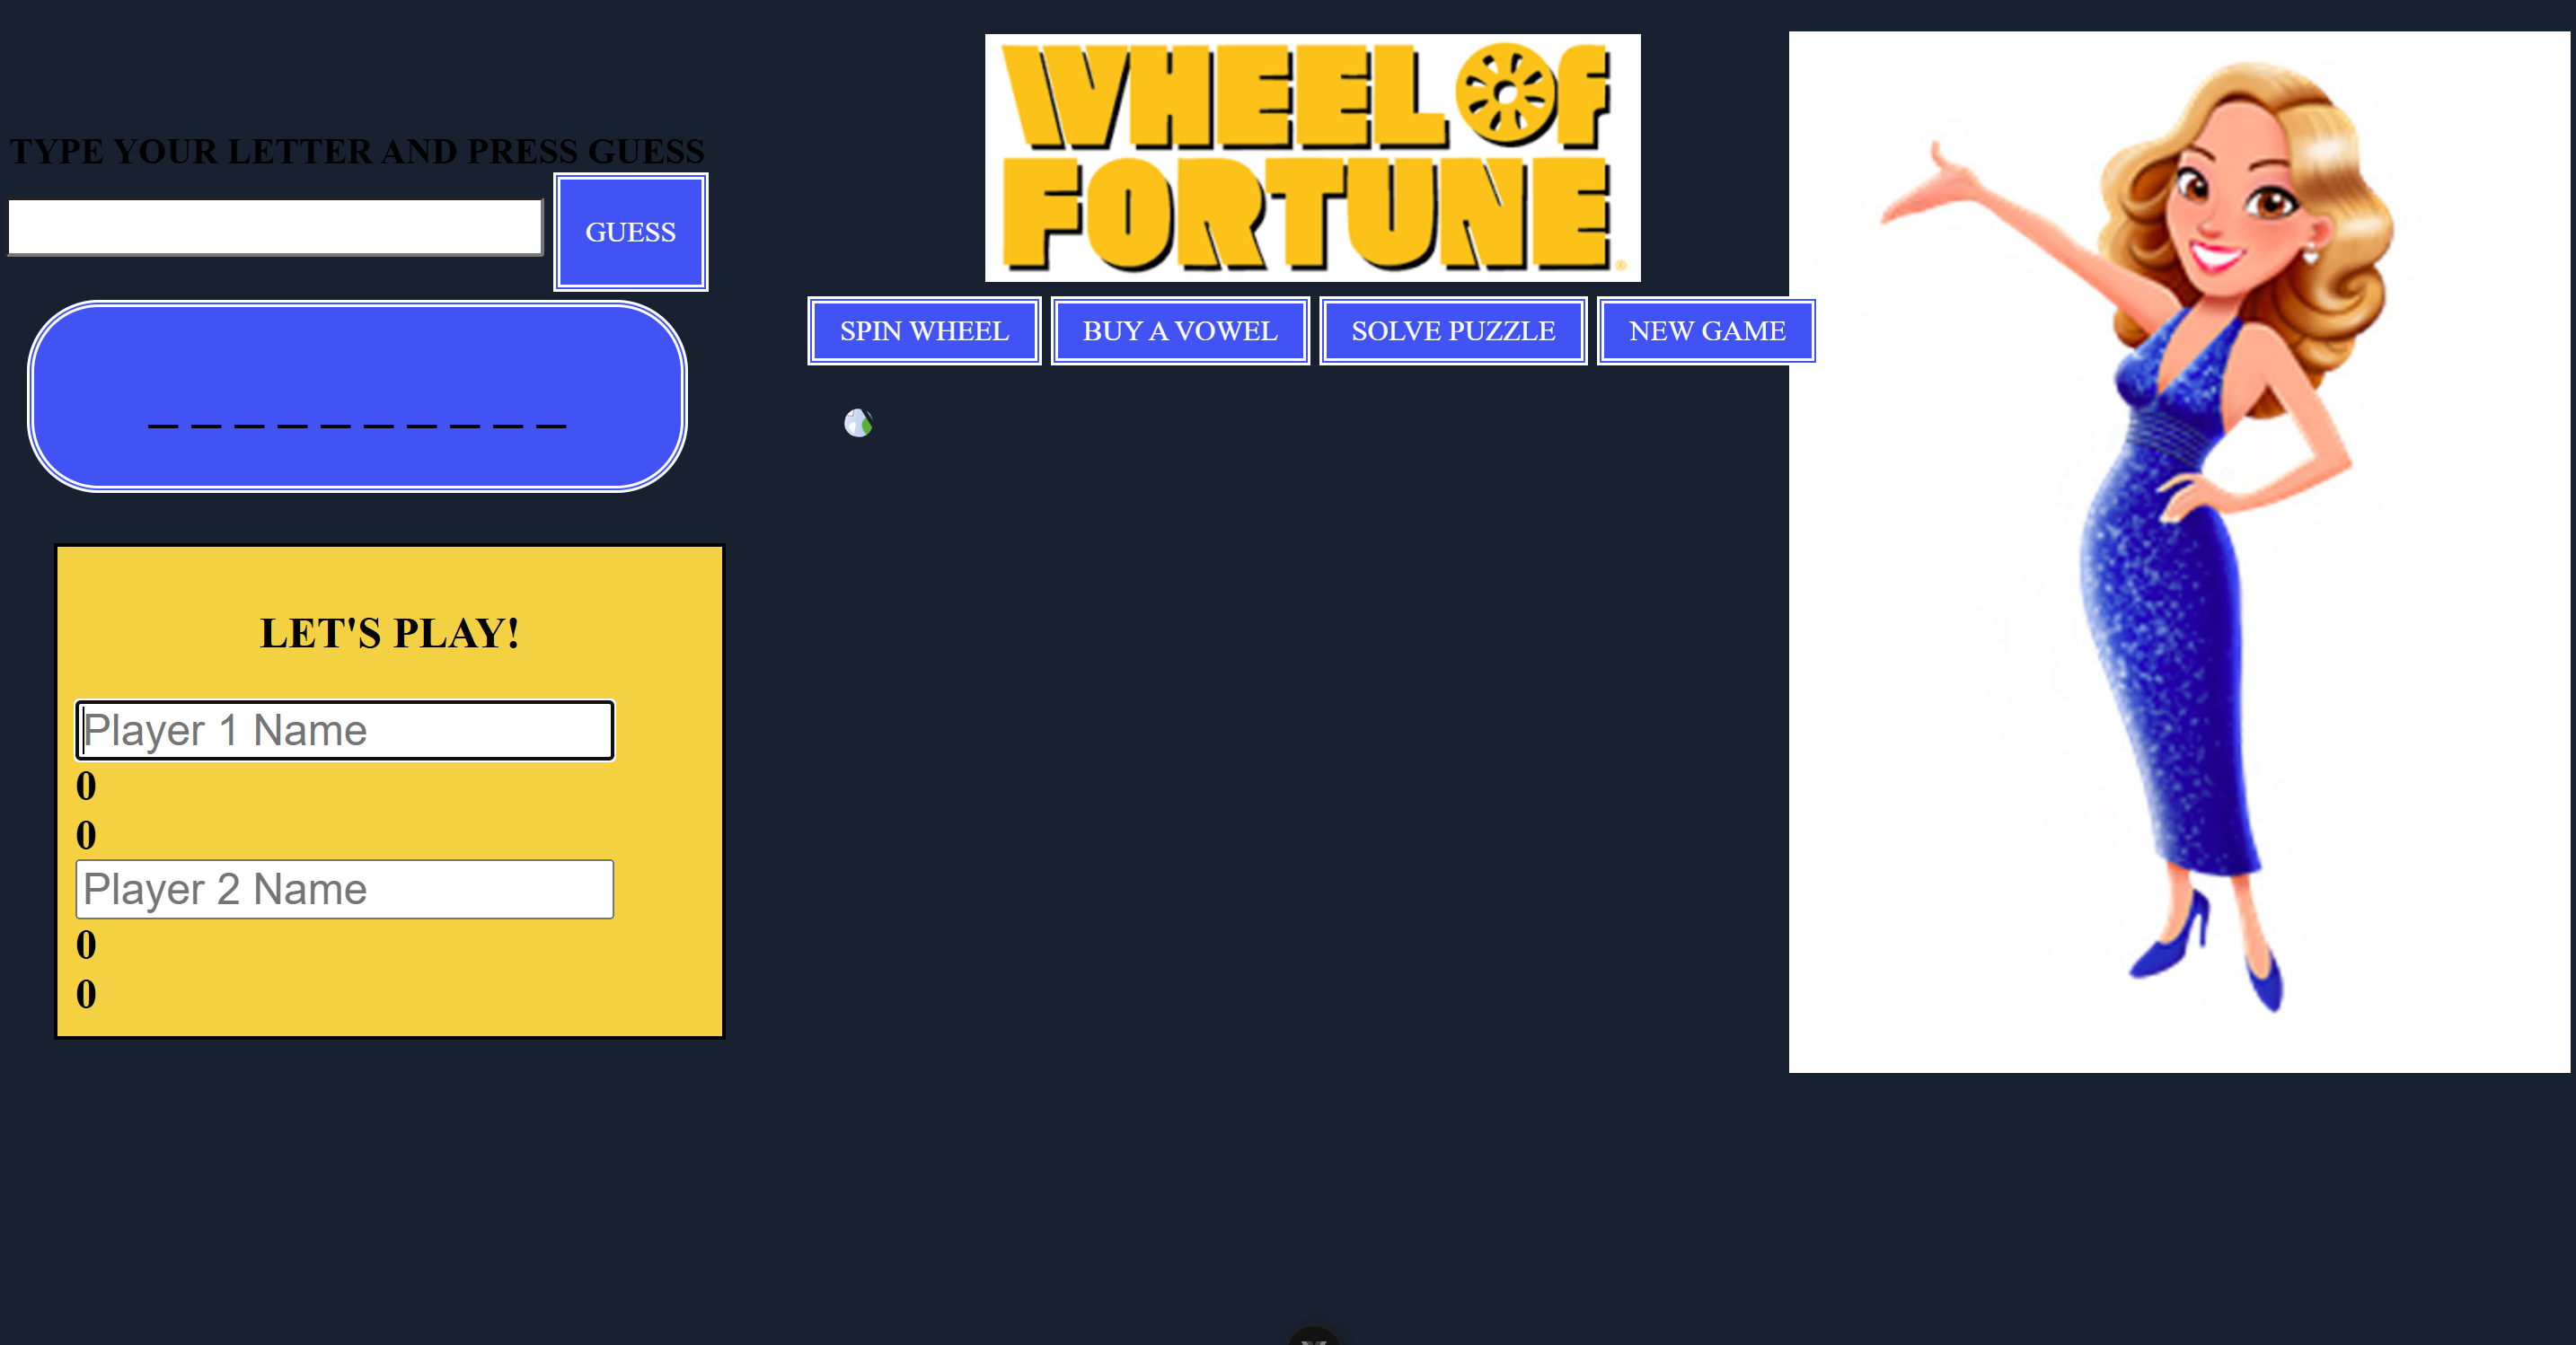 WHEEL Of
FORTUNE®
TYPE YOUR LETTER AND PRESS GUESS
GUESS
SPIN WHEEL BUY A VOWEL SOLVE PUZZLE NEW GAME
_ _ _ _ _ _ _ _ _ _
LET'S PLAY!
Player 1 Name
0
0
Player 2 Name
0
0